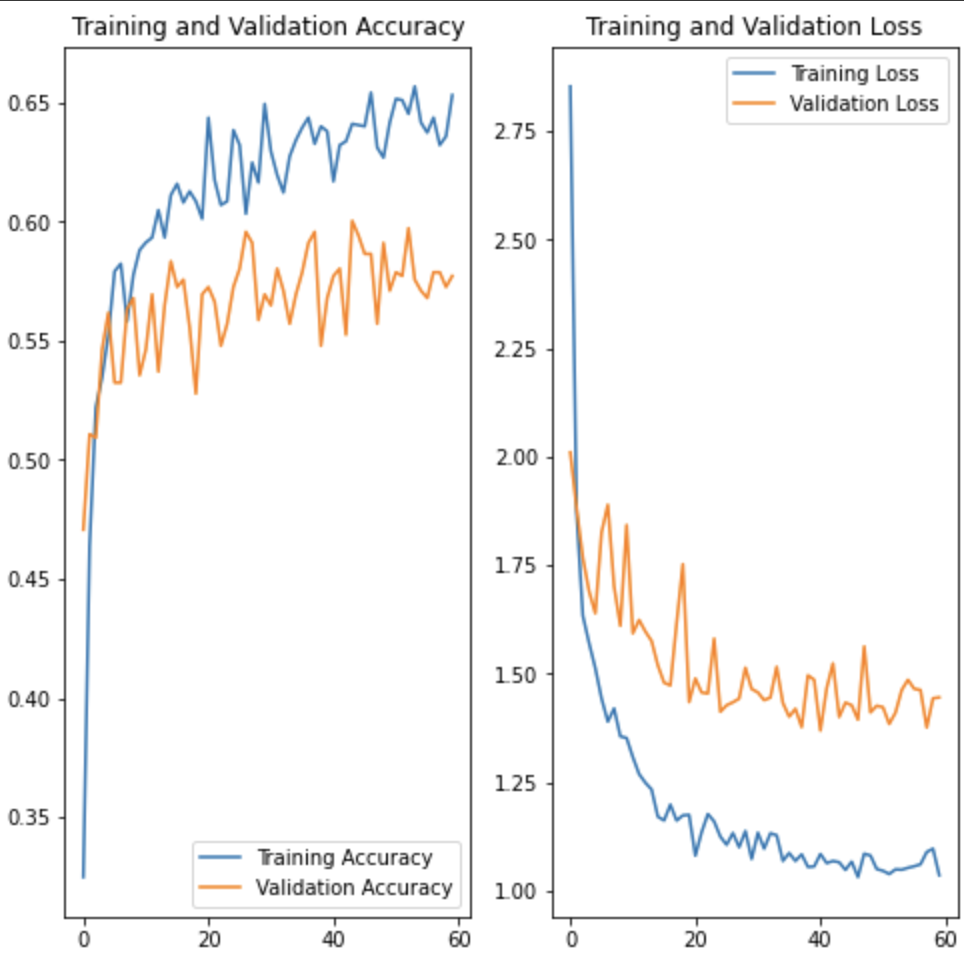 Training and Validation Accuracy
0.65
0.60
0.55
0.50
0.45
0.40
0.35
Training Accuracy
Validation Accuracy
0 20 40 60
Training and Validation Loss
Training Loss
Validation Loss
2.75
2.50
2.25
2.00
1.75
1.50
1.25
1.00
0 20 40 60